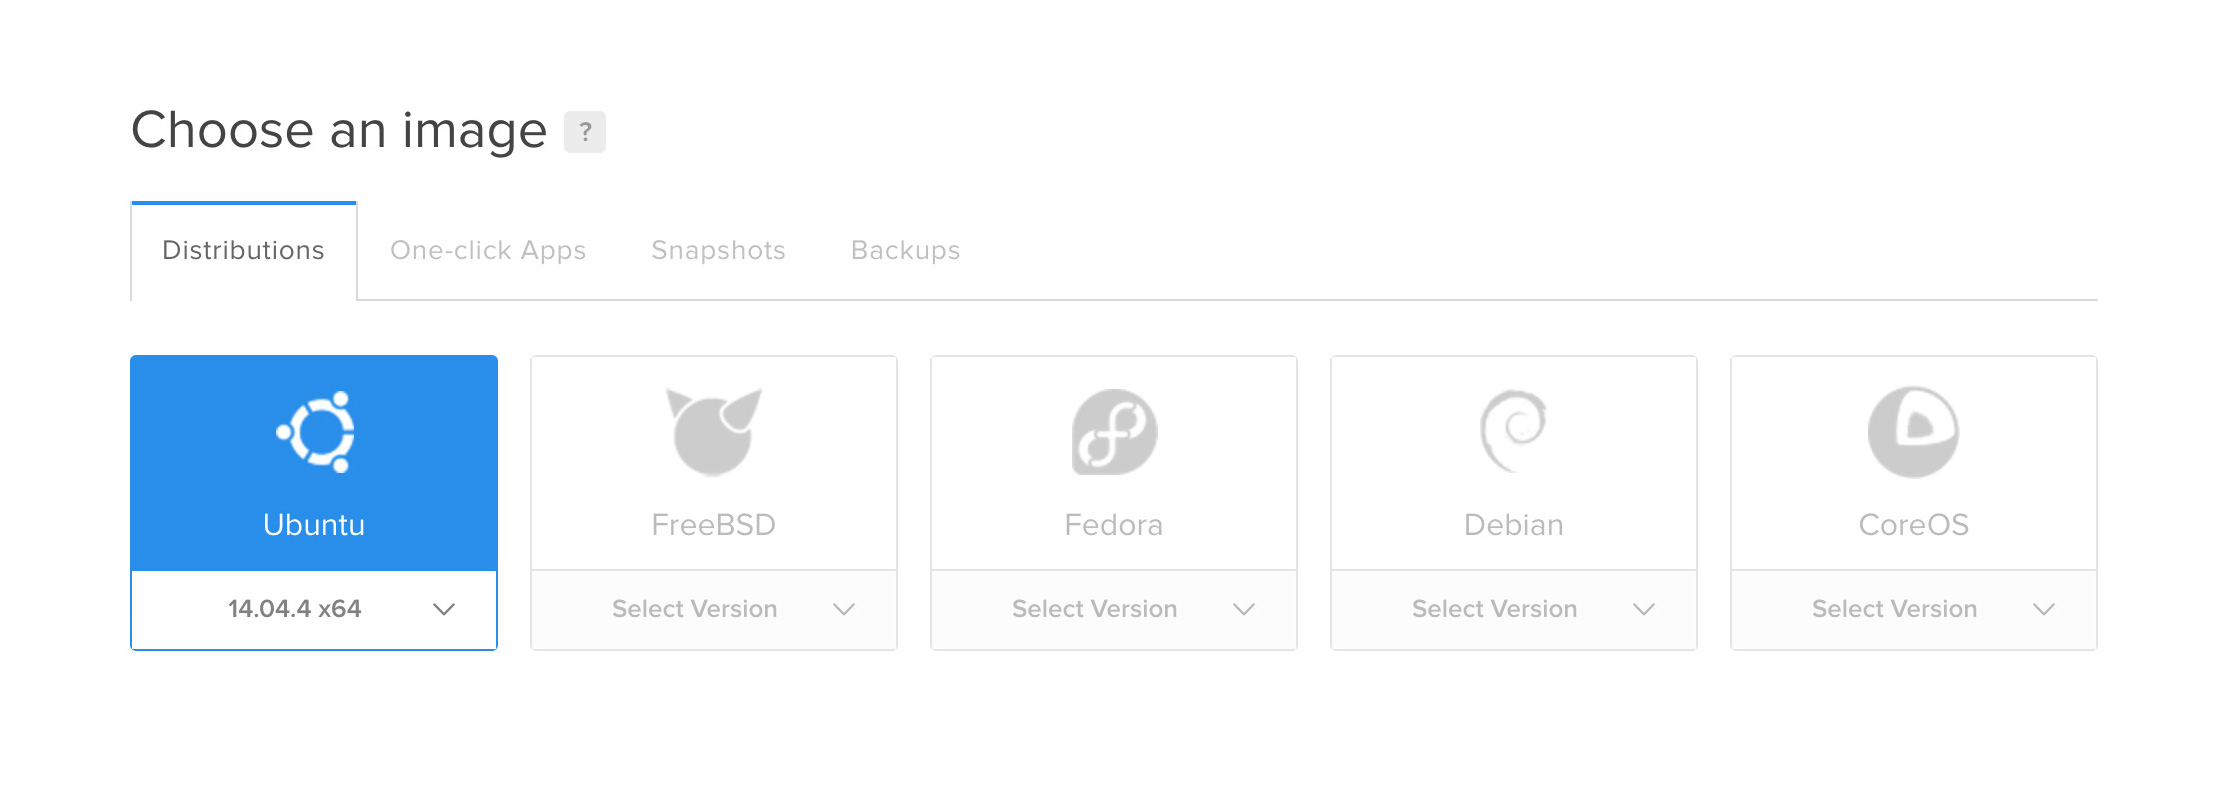 Choose an image ?
Distributions One-click Apps Snapshots Backups
Ubuntu FreeBSD Fedora Debian CoreOS
14.04.4 x64 Select Version Select Version Select Version Select Version